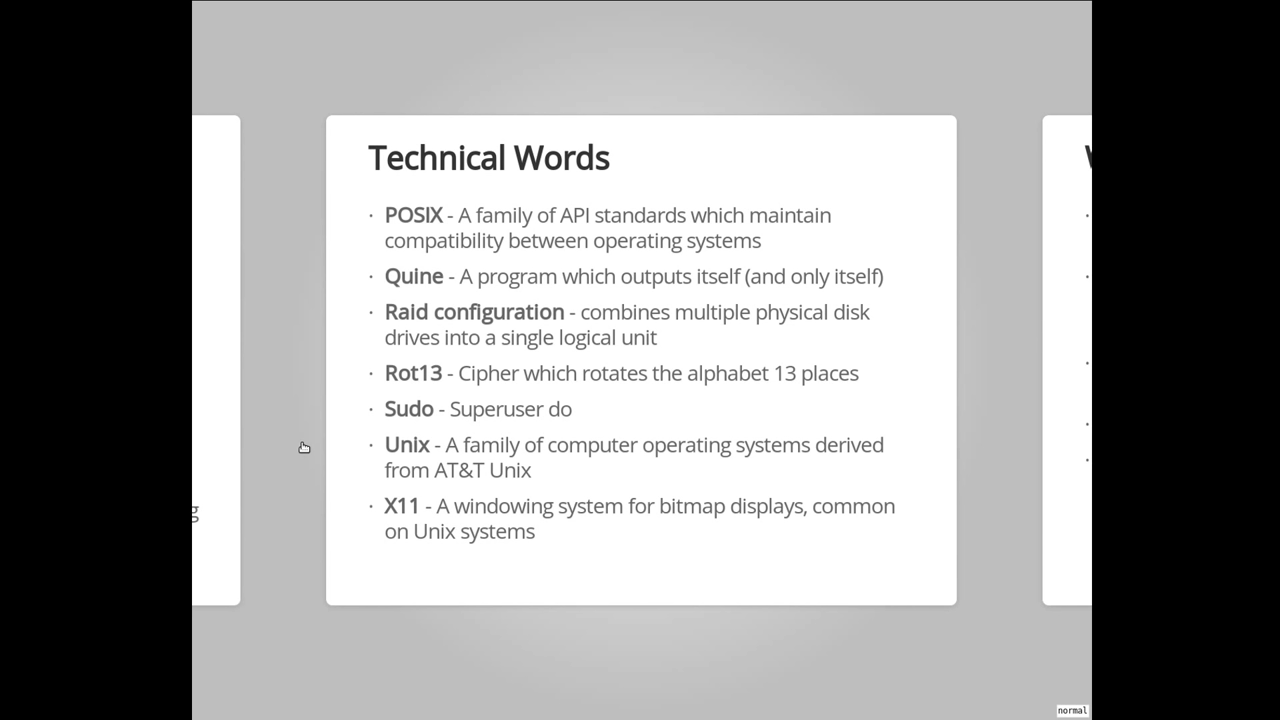 Technical Words
· POSIX - A family of API standards which maintain
compatibility between operating systems
· Quine - A program which outputs itself (and only itself)
· Raid configuration - combines multiple physical disk
drives into a single logical unit
· Rot13 - Cipher which rotates the alphabet 13 places
· Sudo - Superuser do
· Unix - A family of computer operating systems derived
from AT&T Unix
· X11 - A windowing system for bitmap displays, common
on Unix systems
normal